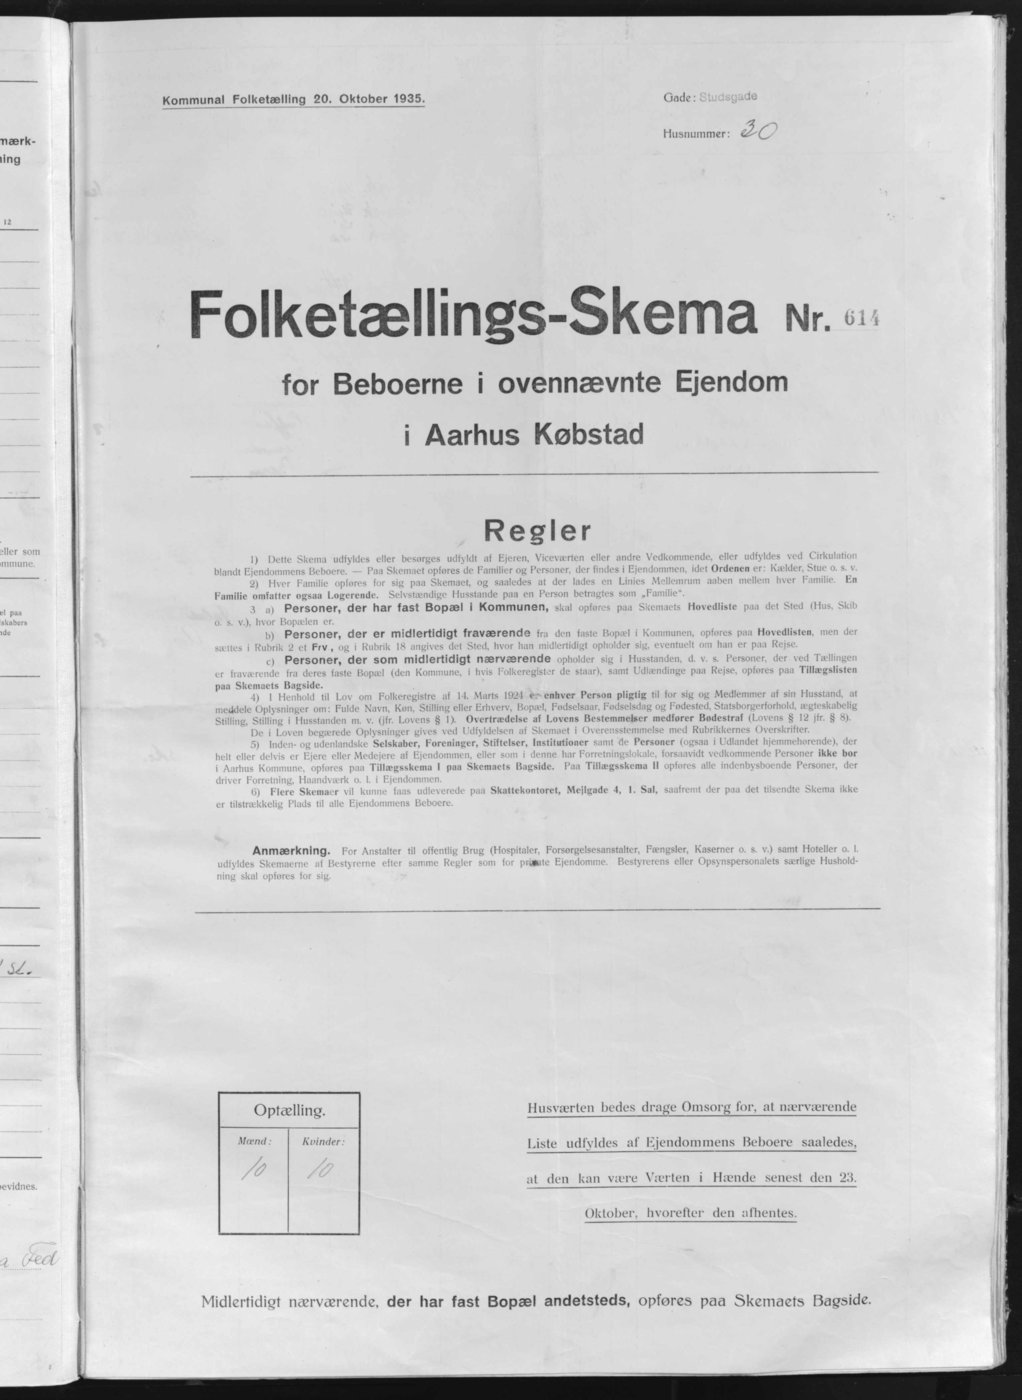 Kommunal Folketælling 20. Oktober 1935.
Gade: Studsgade
Husnummer: 30
Folketællings-Skema Nr. 614
for Beboerne i ovennævnte Ejendom
i Aarhus Købstad
Regler
1) Dette Skema udfyldes eller besørges udfyldt af Ejeren, Viceværten eller andre Vedkommende, eller udfyldes ved Cirkulation
blandt Ejendommens Beboere. — Paa Skemaet opføres de Familier og Personer, der findes i Ejendommen, idet Ordenen er: Kælder, Stue o. s. v.
2) Hver Familie opføres for sig paa Skemaet, og saaledes at der lades en Linies Mellemrum aaben mellem hver Familie. En
Familie omfatter ogsaa Logerende. Selvstændige Husstande paa en Person betragtes som „Familie".
3 a) Personer, der har fast Bopæl i Kommunen, skal opføres paa Skemaets Hovedliste paa det Sted (Hus, Skib
o. s. v.), hvor Bopælen er.
b) Personer, der er midlertidigt fraværende fra den faste Bopæl i Kommunen, opføres paa Hovedlisten, men der
sættes i Rubrik 2 et Frv, og i Rubrik 18 angives det Sted, hvor han midlertidigt opholder sig, eventuelt om han er paa Rejse.
c) Personer, der som midlertidigt nærværende opholder sig i Husstanden, d. v. s. Personer, der ved Tællingen
er fraværende fra deres faste Bopæl (den Kommune, i hvis Folkeregister de staar), samt Udlændinge paa Rejse, opføres paa Tillægslisten
paa Skemaets Bagside.
4) I Henhold til Lov om Folkeregistre af 14. Marts 1924 er enhver Person pligtig til for sig og Medlemmer af sin Husstand, at
meddele Oplysninger om: Fulde Navn, Køn, Stilling eller Erhverv, Bopæl, Fødselsaar, Fødselsdag og Fødested, Statsborgerforhold, ægteskabelig
Stilling, Stilling i Husstanden m. v. (jfr. Lovens § 1). Overtrædelse af Lovens Bestemmelser medfører Bødestraf (Lovens § 12 jfr. § 8).
De i Loven begærede Oplysninger gives ved Udfyldelsen af Skemaet i Overensstemmelse med Rubrikkernes Overskrifter.
5) Inden- og udenlandske Selskaber, Foreninger, Stiftelser, Institutioner samt de Personer (ogsaa i Udlandet hjemmehørende), der
helt eller delvis er Ejere eller Medejere af Ejendommen, eller som i denne har Forretningslokale, forsaavidt vedkommende Personer ikke bor
i Aarhus Kommune, opføres paa Tillægsskema I paa Skemaets Bagside. Paa Tillægsskema II opføres alle indenbysboende Personer, der
driver Forretning, Haandværk o. l. i Ejendommen.
6) Flere Skemaer vil kunne faas udleverede paa Skattekontoret, Mejlgade 4, 1. Sal, saafremt der paa det tilsendte Skema ikke
er tilstrækkelig Plads til alle Ejendommens Beboere.
Anmærkning. For Anstalter til offentlig Brug (Hospitaler, Forsørgelsesanstalter, Fængsler, Kaserner o. s. v.) samt Hoteller o. l.
udfyldes Skemaerne af Bestyrerne efter samme Regler som for private Ejendomme. Bestyrerens eller Opsynspersonalets særlige Hushold-
ning skal opføres for sig.
Optælling.
Mænd: Kvinder:
10 10
Husværten bedes drage Omsorg for, at nærværende
Liste udfyldes af Ejendommens Beboere saaledes,
at den kan være Værten i Hænde senest den 23.
Oktober, hvorefter den afhentes.
Midlertidigt nærværende, der har fast Bopæl andetsteds, opføres paa Skemaets Bagside.